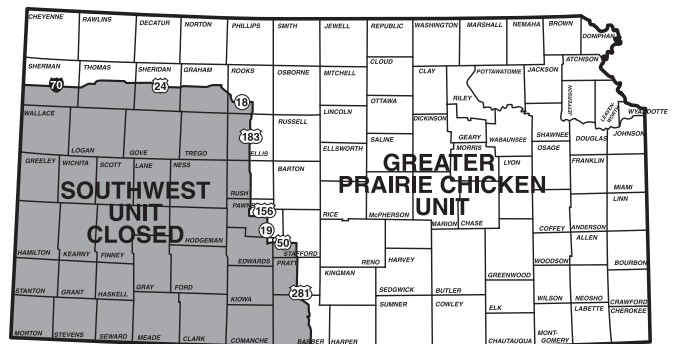 CHEYENNE
RAWLINS
DECATUR
NORTON
PHILLIPS
SMITH
JEWELL
REPUBLIC
WASHINGTON
MARSHALL
NEMAHA
BROWN
DONIPHAN
SHERMAN
THOMAS
SHERIDAN
GRAHAM
ROOKS
OSBORNE
MITCHELL
CLOUD
CLAY
RILEY
POTTAWATOMIE
JACKSON
ATCHISON
JEFFERSON
LEAVEN-
WORTH
WYANDOTTE
70
24
18
183
WALLACE
LOGAN
GOVE
TREGO
ELLIS
RUSSELL
LINCOLN
OTTAWA
DICKINSON
GEARY
WABAUNSEE
SHAWNEE
DOUGLAS
JOHNSON
GREELEY
WICHITA
SCOTT
LANE
NESS
RUSH
BARTON
ELLSWORTH
SALINE
MORRIS
LYON
OSAGE
FRANKLIN
MIAMI
SOUTHWEST
UNIT
CLOSED
GREATER
PRAIRIE CHICKEN
UNIT
PAWNEE
156
19
50
281
RICE
McPHERSON
MARION
CHASE
COFFEY
ANDERSON
LINN
HAMILTON
KEARNY
FINNEY
HODGEMAN
EDWARDS
STAFFORD
PRATT
RENO
HARVEY
GREENWOOD
WOODSON
ALLEN
BOURBON
STANTON
GRANT
HASKELL
GRAY
FORD
KIOWA
KINGMAN
SEDGWICK
BUTLER
ELK
WILSON
NEOSHO
CRAWFORD
MORTON
STEVENS
SEWARD
MEADE
CLARK
COMANCHE
BARBER
HARPER
SUMNER
COWLEY
CHAUTAUQUA
MONT-
GOMERY
LABETTE
CHEROKEE